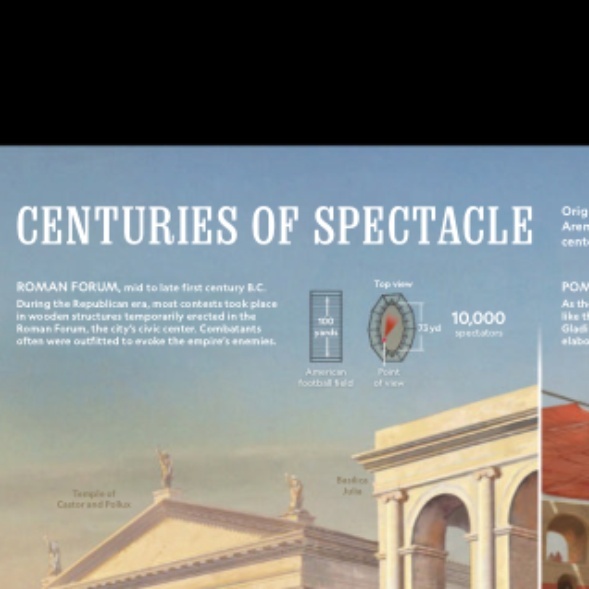 CENTURIES OF SPECTACLE
Orig
Aren
cent
ROMAN FORUM, mid to late first century B.C.
During the Republican era, most contests took place
in wooden structures temporarily erected in the
Roman Forum, the city's civic center. Combatants
often were outfitted to evoke the empire's enemies.
100
yards
American
football field
Top view
73 yd
Point
of view
10,000
spectators
POM
As th
like th
Gladi
elabo
Temple of
Castor and Pollux
Basilica
Julia